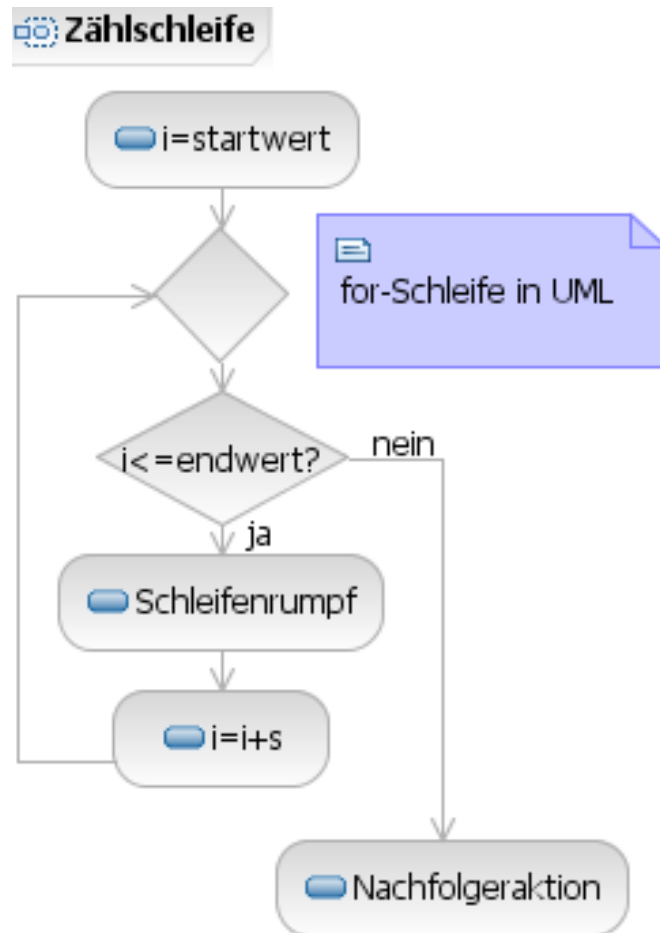 Zählschleife
i=startwert
for-Schleife in UML
i<=endwert?
nein
ja
Schleifenrumpf
i=i+s
Nachfolgeraktion